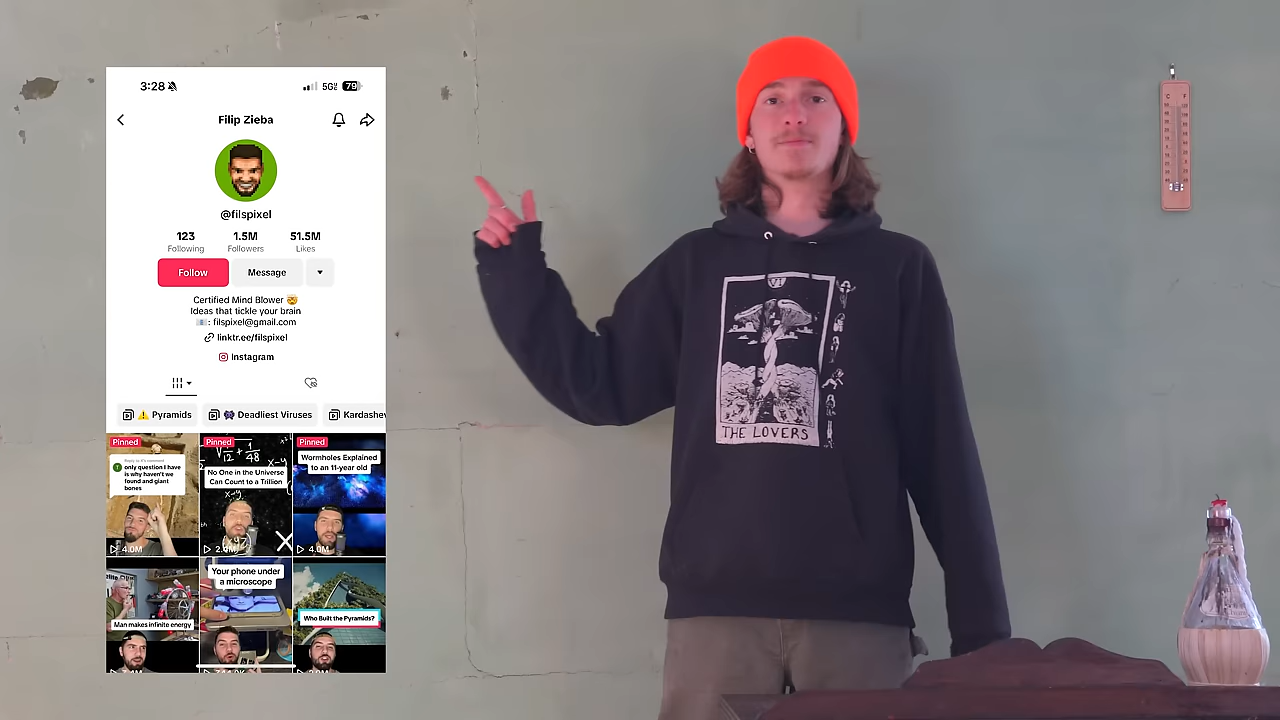 3:28
5G
79
Filip Zieba
@filspixel
123
1.5M
51.5M
Following
Followers
Likes
Follow
Message
Certified Mind Blower 🤯
Ideas that tickle your brain
📧: filspixel@gmail.com
linktr.ee/filspixel
Instagram
⚠️ Pyramids
Deadliest Viruses
Kardashev
Pinned
only question I have
is why haven't we
found and giant
bones
4.0M
Pinned
No One in the Universe
Can Count to a Trillion
Pinned
Wormholes Explained
to an 11-year old
4.0M
Man makes infinite energy
Your phone under
a microscope
Who Built the Pyramids?
VI
THE LOVERS
C F